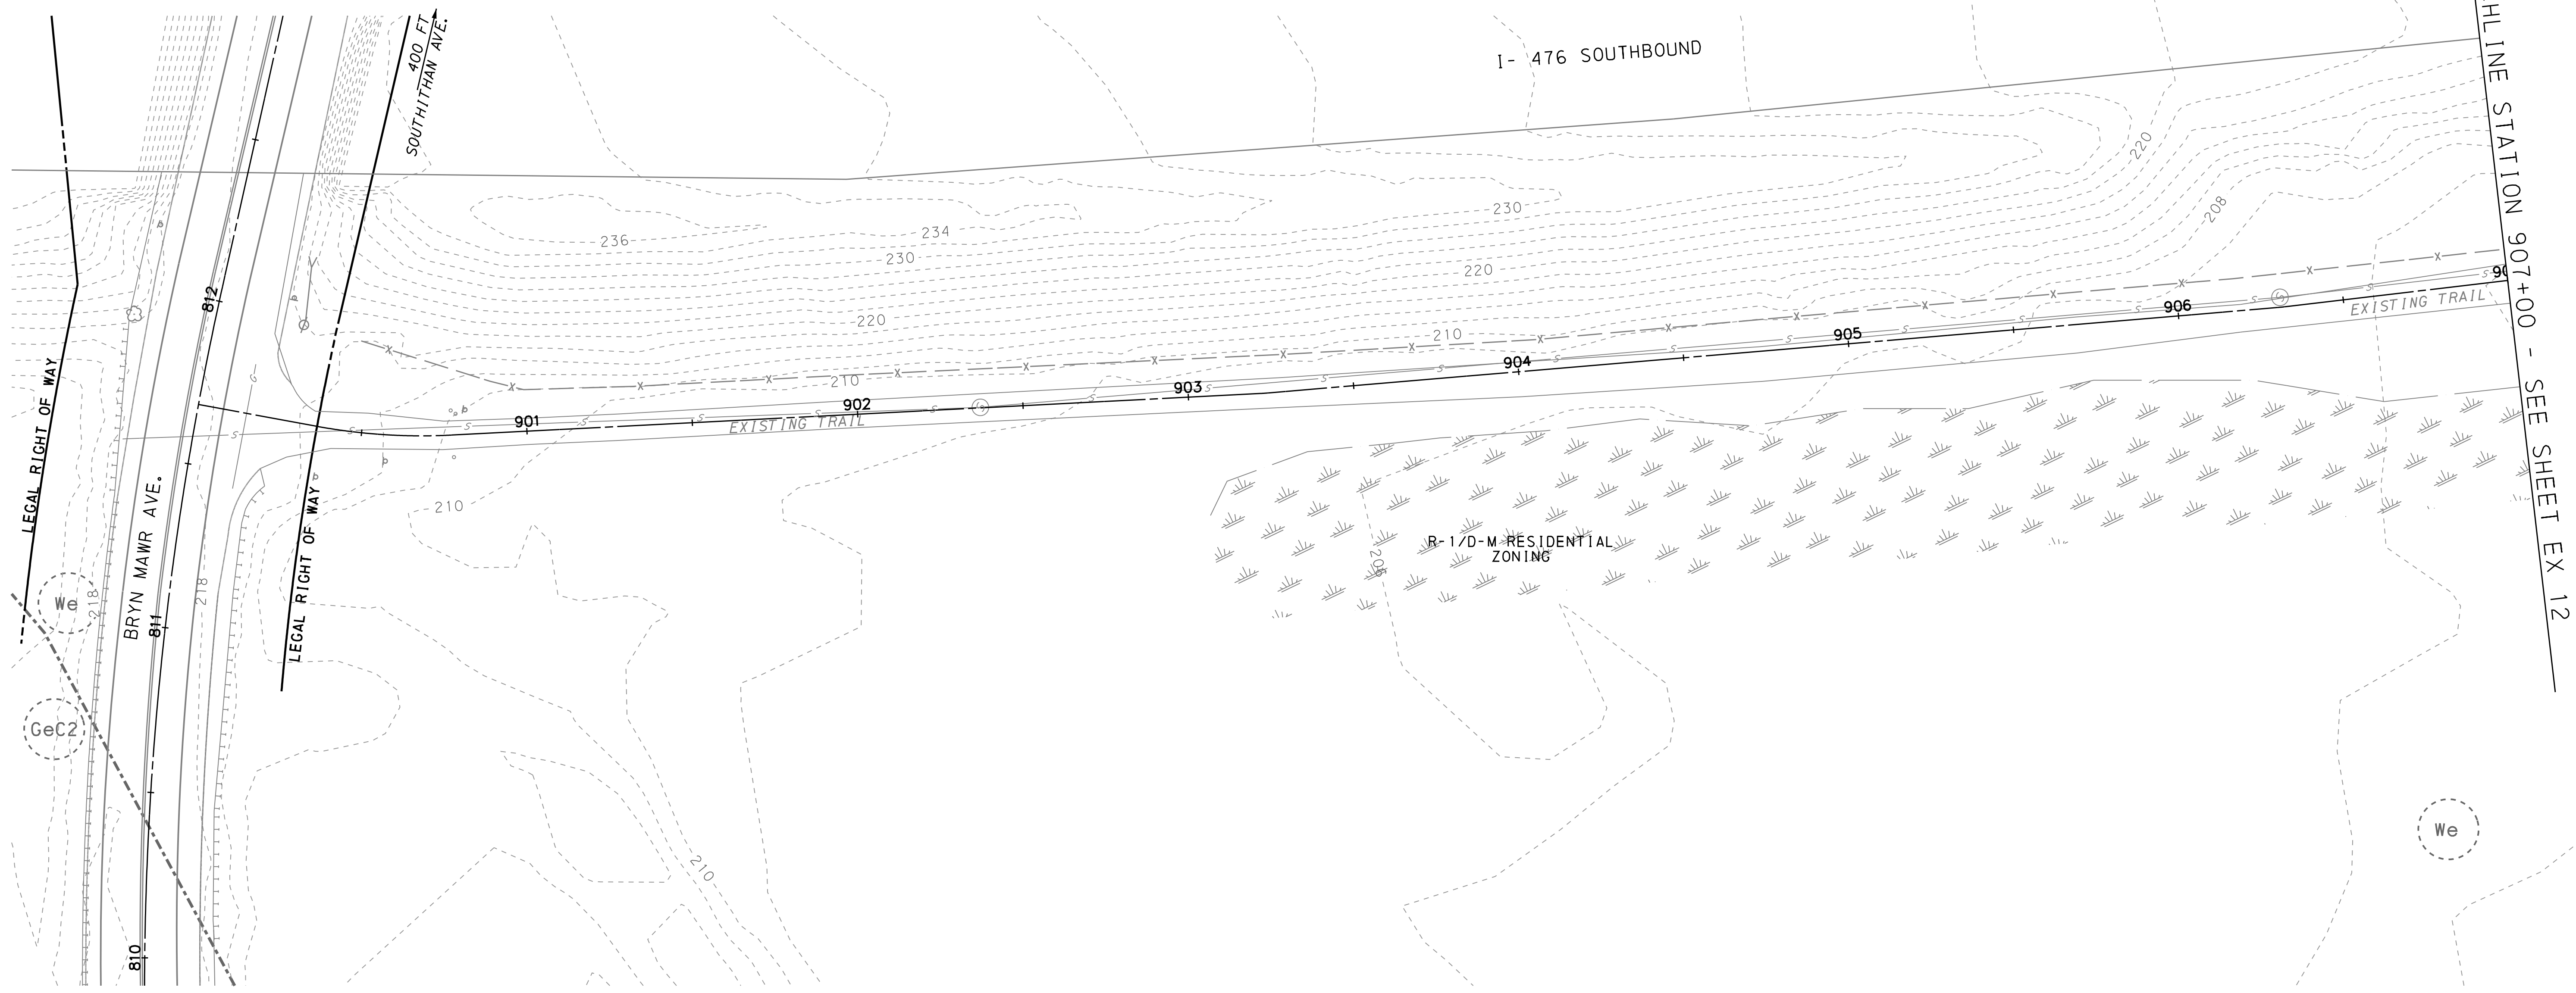 400 FT
SOUTHITHAN AVE.
I- 476 SOUTHBOUND
HLINE STATION 907+00 - SEE SHEET EX 12
220
208
230
234
236
230
220
220
210
210
812
901
902
903
904
905
906
90
EXISTING TRAIL
EXISTING TRAIL
LEGAL RIGHT OF WAY
LEGAL RIGHT OF WAY
BRYN MAWR AVE.
210
R-1/D-M RESIDENTIAL
ZONING
206
218
218
We
811
GeC2
We
210
810